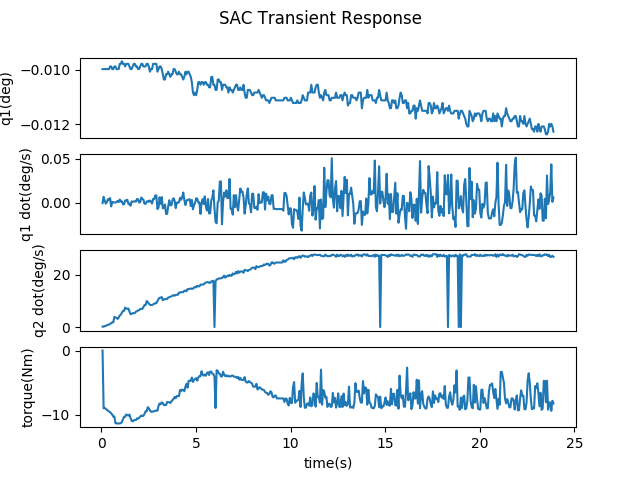 SAC Transient Response
q1(deg)
−0.010
−0.012
q1 dot(deg/s)
0.05
0.00
q2 dot(deg/s)
20
0
torque(Nm)
0
−10
0 5 10 15 20 25
time(s)